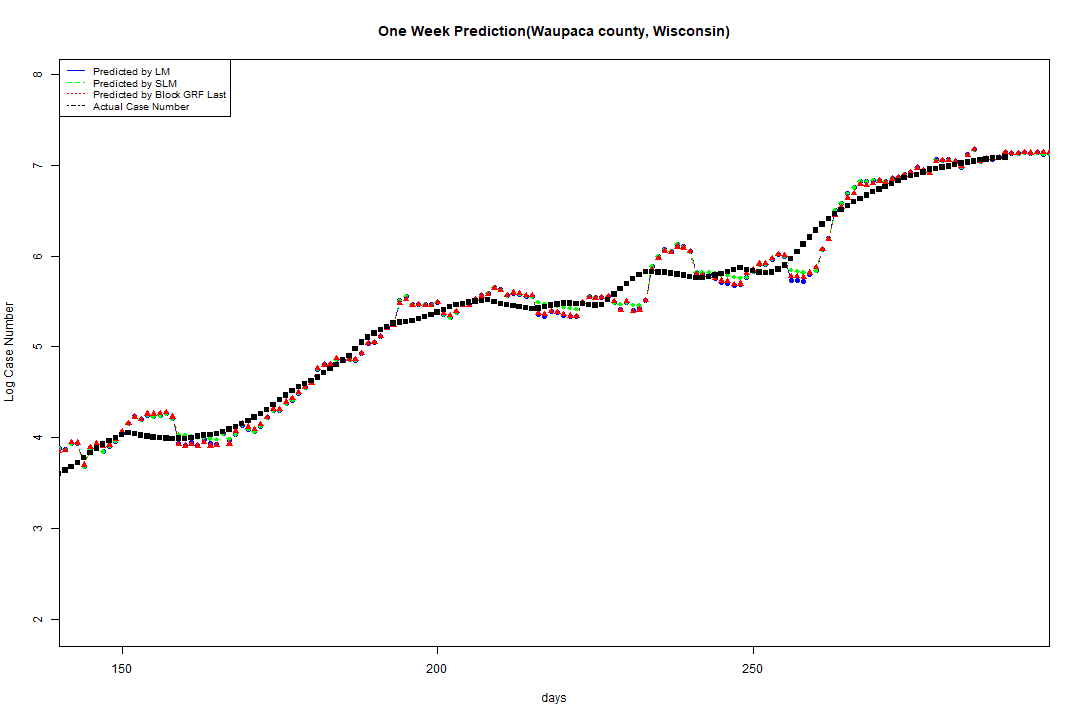 One Week Prediction(Waupaca county, Wisconsin)
Predicted by LM
Predicted by SLM
Predicted by Block GRF Last
Actual Case Number
8
7
6
5
4
3
2
Log Case Number
150
200
250
days